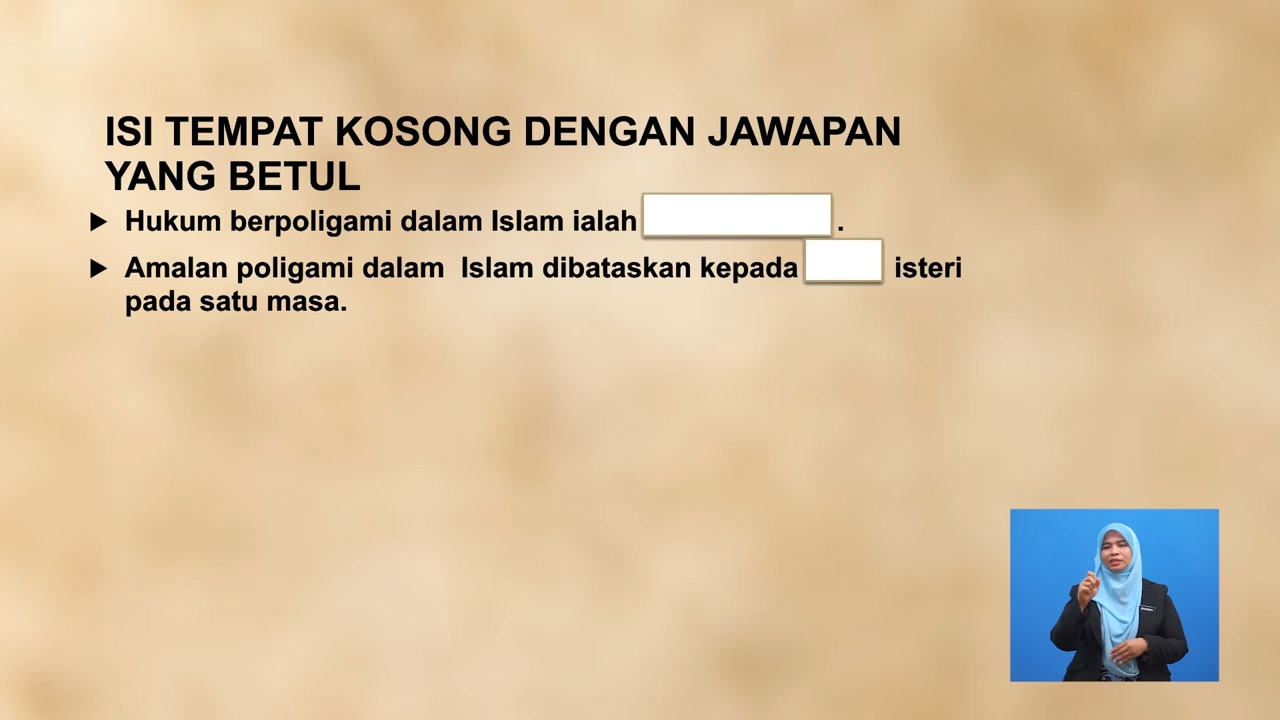 ISI TEMPAT KOSONG DENGAN JAWAPAN
YANG BETUL
Hukum berpoligami dalam Islam ialah .
Amalan poligami dalam Islam dibataskan kepada isteri
pada satu masa.